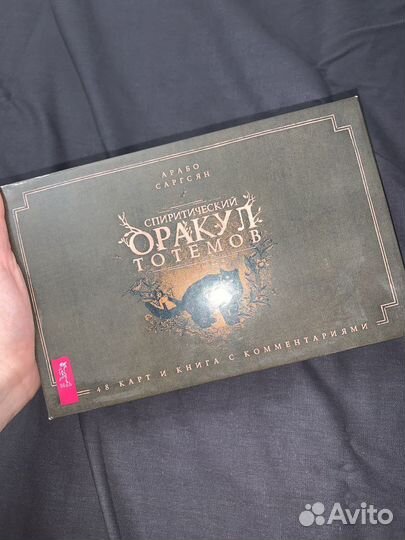 АРАБО
САРГСЯН
СПИРИТИЧЕСКИЙ
ОРАКУЛ
ТОТЕМОВ
48 КАРТ И КНИГА С КОММЕНТАРИЯМИ
Avito